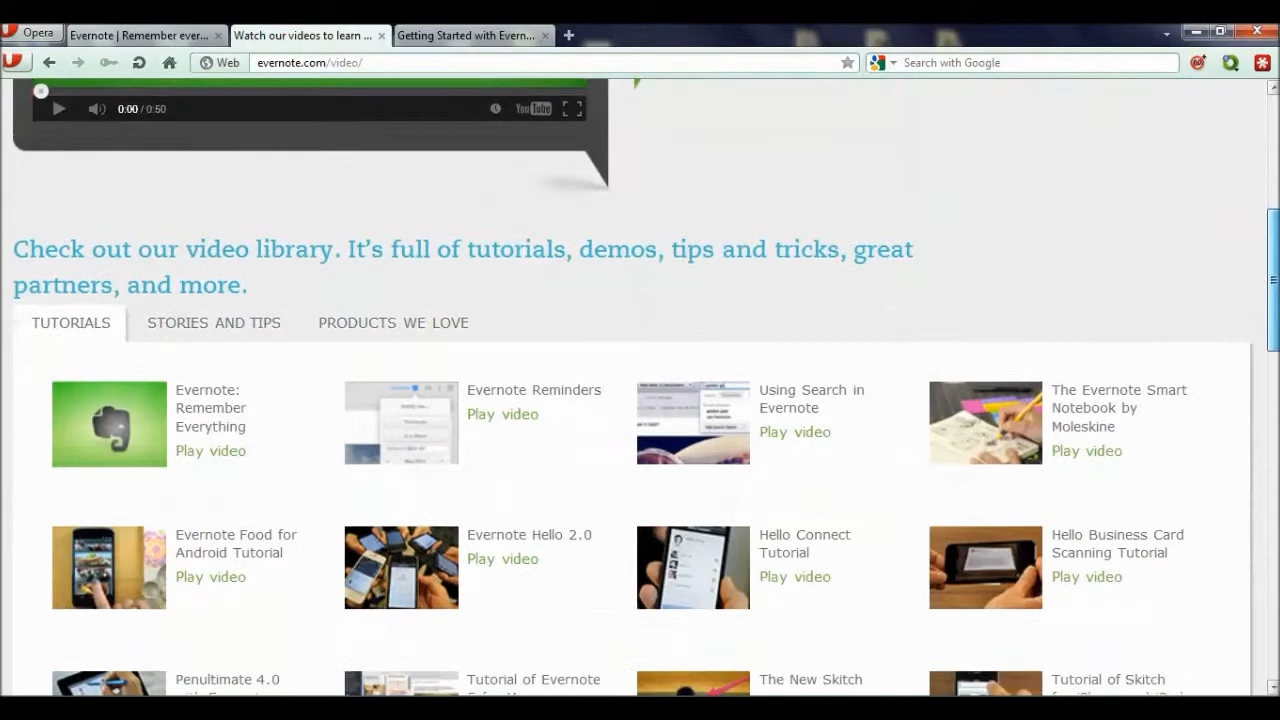 Opera
Evernote | Remember ever...
Watch our videos to learn ...
Getting Started with Evern...
Web
evernote.com/video/
Search with Google
0:00 / 0:50
YouTube
Check out our video library. It's full of tutorials, demos, tips and tricks, great
partners, and more.
TUTORIALS
STORIES AND TIPS
PRODUCTS WE LOVE
Evernote:
Remember
Everything
Play video
Evernote Reminders
Play video
Using Search in
Evernote
Play video
The Evernote Smart
Notebook by
Moleskine
Play video
Evernote Food for
Android Tutorial
Play video
Evernote Hello 2.0
Play video
Hello Connect
Tutorial
Play video
Hello Business Card
Scanning Tutorial
Play video
Penultimate 4.0
Tutorial of Evernote
The New Skitch
Tutorial of Skitch